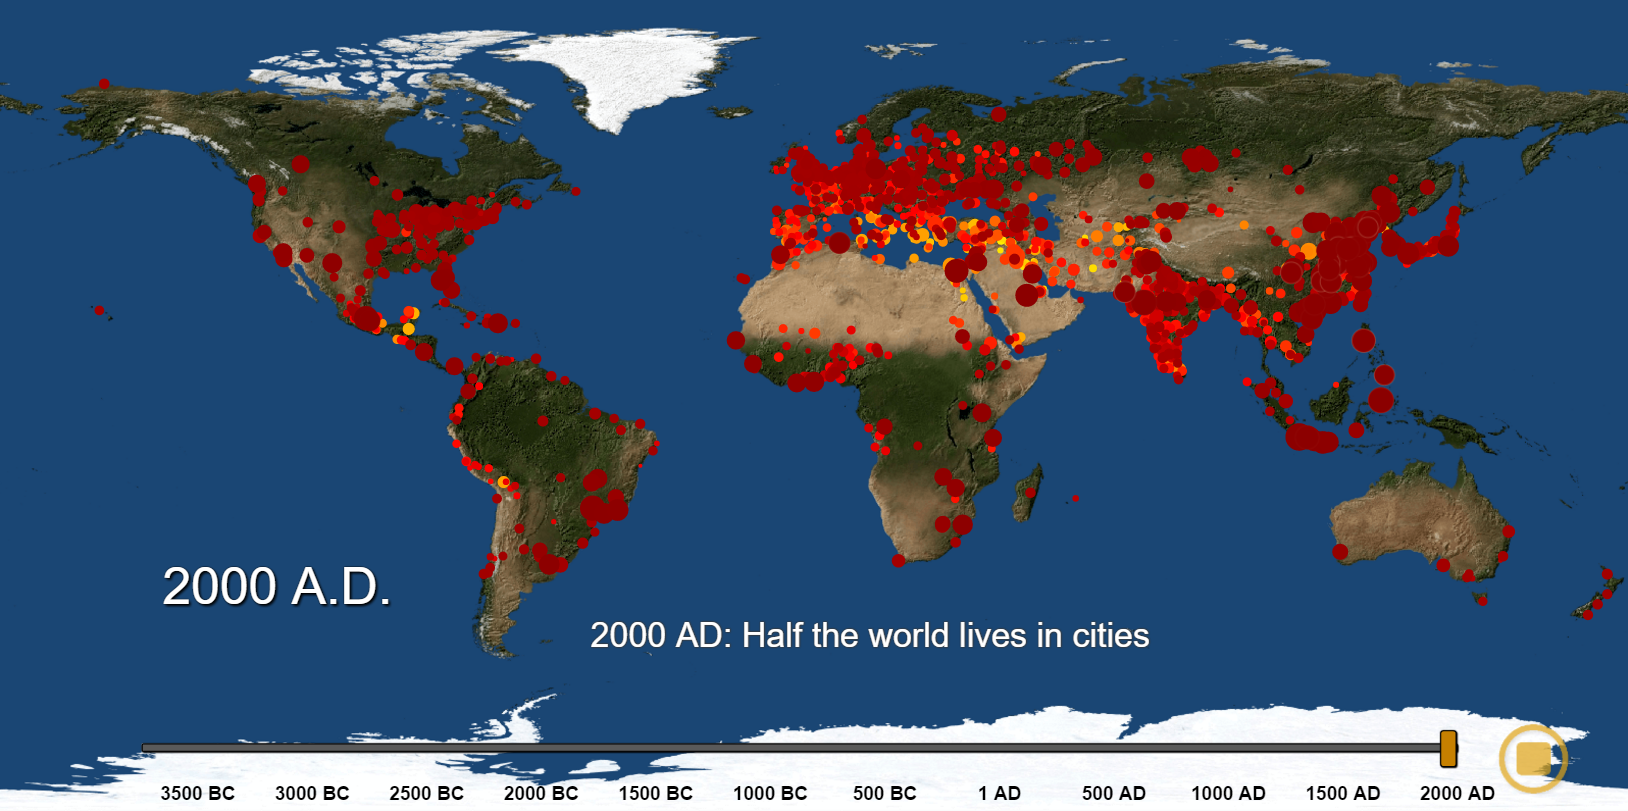 2000 A.D.
2000 AD: Half the world lives in cities
3500 BC 3000 BC 2500 BC 2000 BC 1500 BC 1000 BC 500 BC 1 AD 500 AD 1000 AD 1500 AD 2000 AD